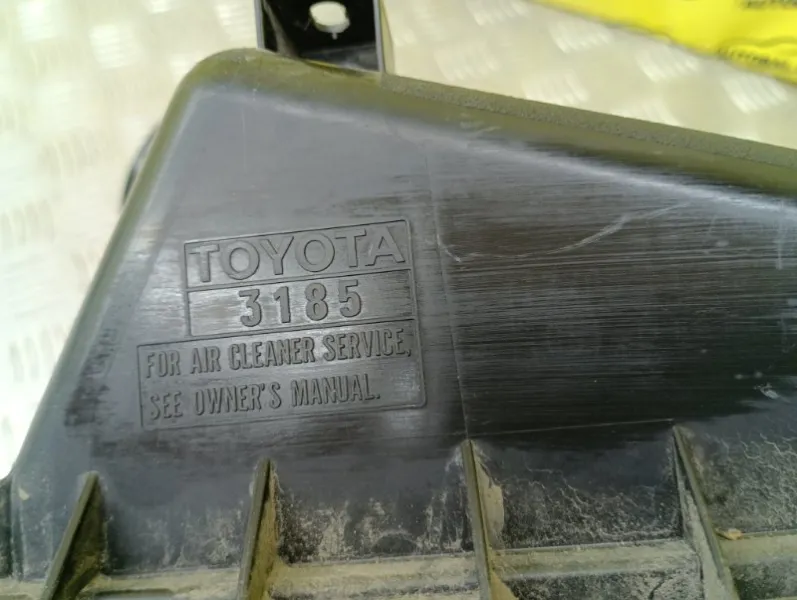 TOYOTA
3185
FOR AIR CLEANER SERVICE,
SEE OWNER'S MANUAL.